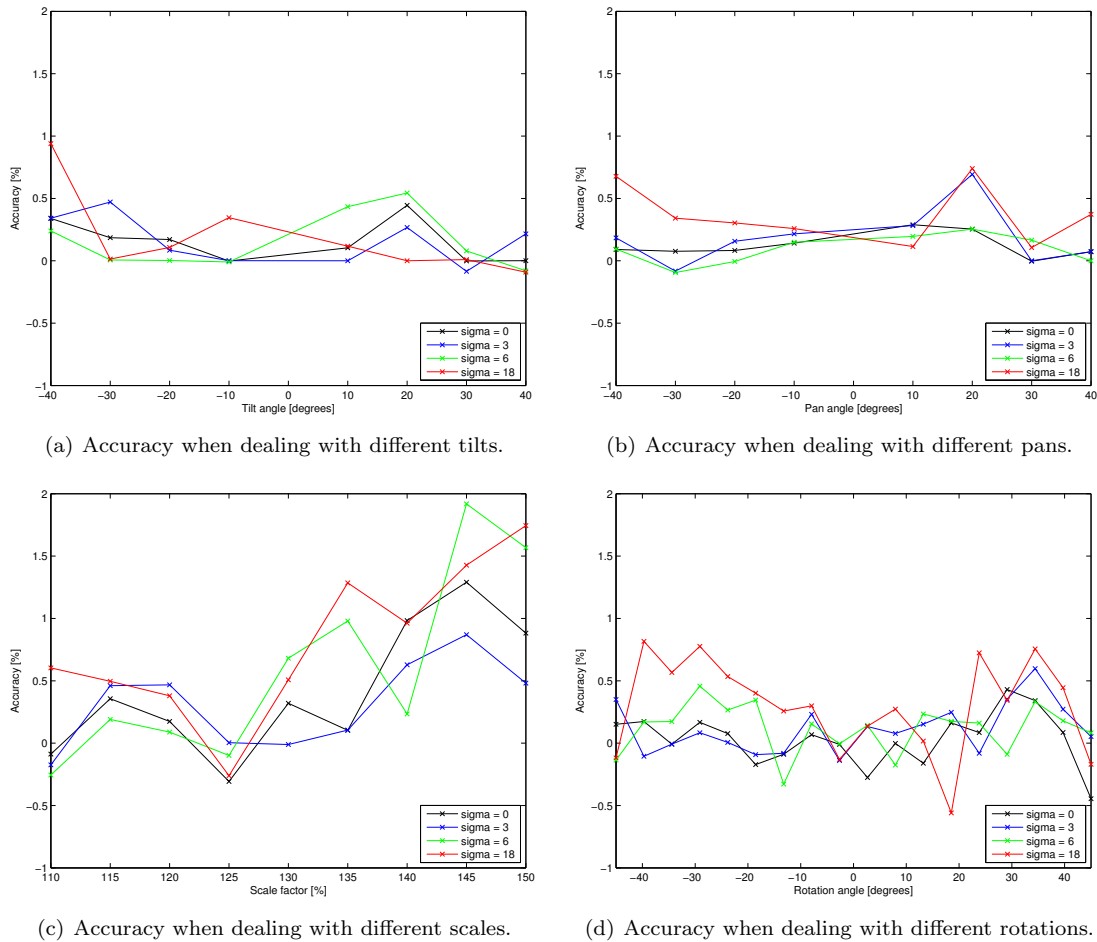 2
1.5
1
0.5
0
−0.5
−1
Accuracy [%]
−40 −30 −20 −10 0 10 20 30 40
Tilt angle [degrees]
sigma = 0
sigma = 3
sigma = 6
sigma = 18
(a) Accuracy when dealing with different tilts.
2
1.5
1
0.5
0
−0.5
−1
Accuracy [%]
−40 −30 −20 −10 0 10 20 30 40
Pan angle [degrees]
sigma = 0
sigma = 3
sigma = 6
sigma = 18
(b) Accuracy when dealing with different pans.
2
1.5
1
0.5
0
−0.5
−1
Accuracy [%]
110 115 120 125 130 135 140 145 150
Scale factor [%]
sigma = 0
sigma = 3
sigma = 6
sigma = 18
(c) Accuracy when dealing with different scales.
2
1.5
1
0.5
0
−0.5
−1
Accuracy [%]
−40 −30 −20 −10 0 10 20 30 40
Rotation angle [degrees]
sigma = 0
sigma = 3
sigma = 6
sigma = 18
(d) Accuracy when dealing with different rotations.